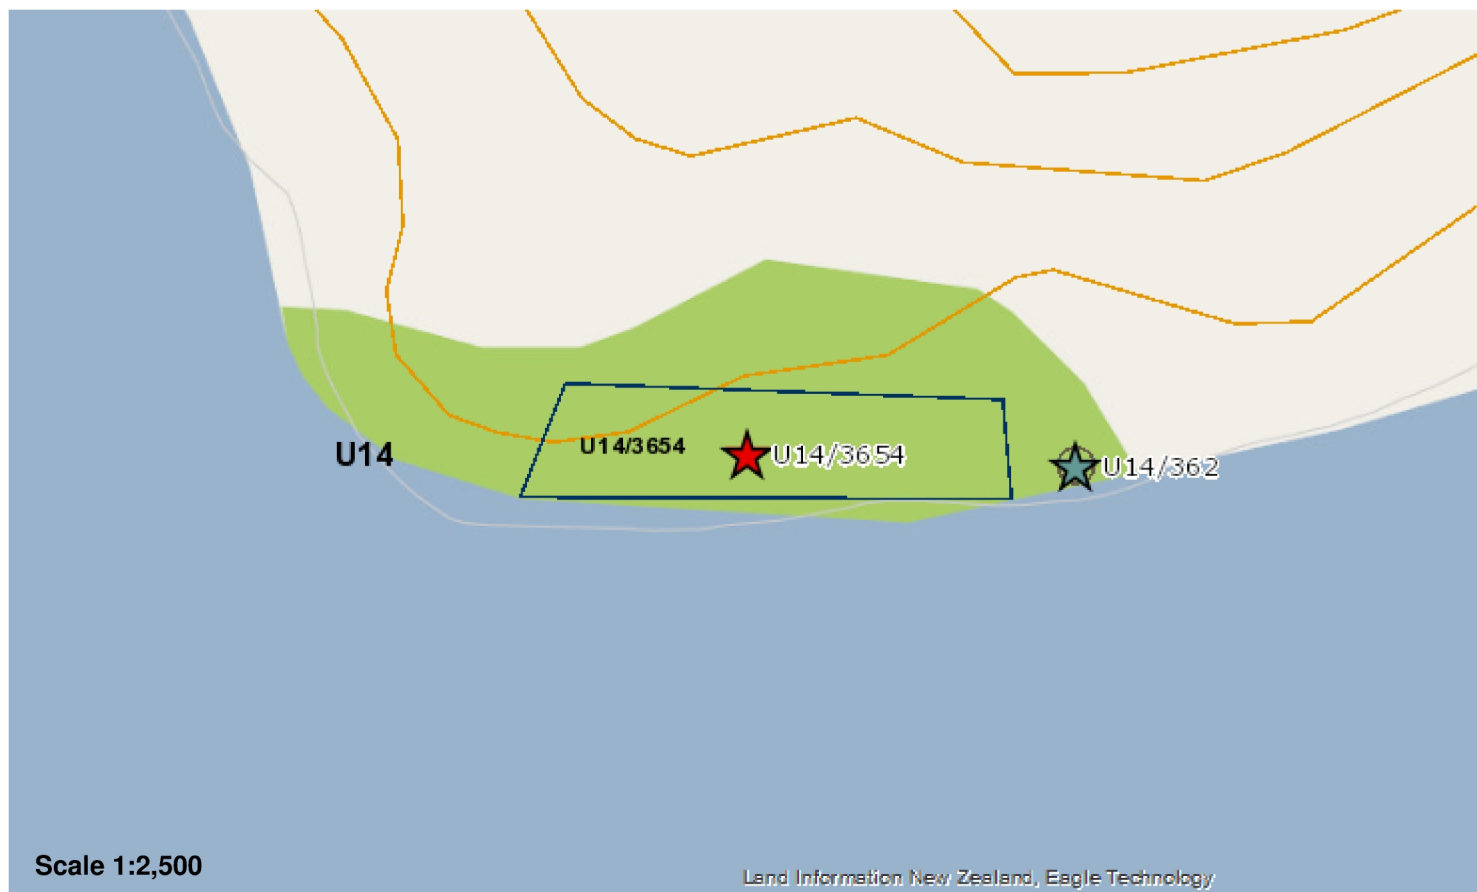 U14/3654
U14
U14/3654
U14/362
Scale 1:2,500
Land Information New Zealand, Eagle Technology